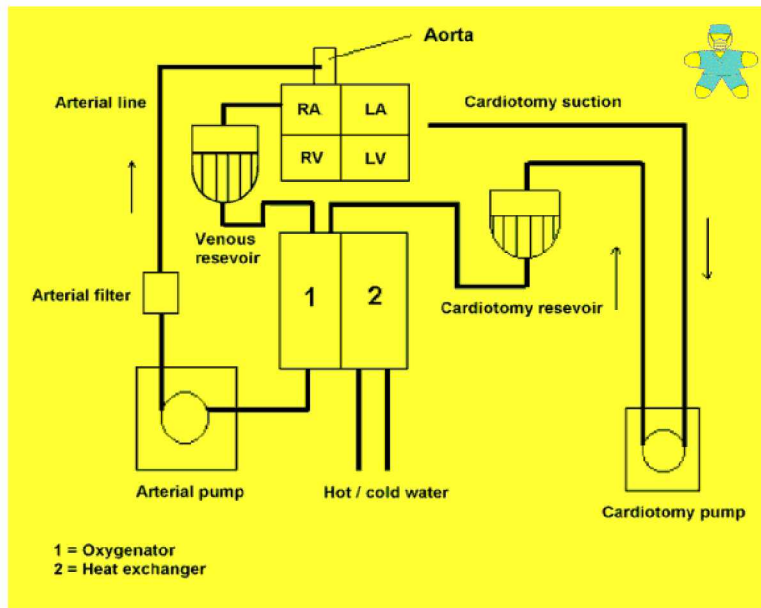 Aorta
Arterial line
RA
LA
Cardiotomy suction
RV
LV
Venous
resevoir
Arterial filter
1
2
Cardiotomy resevoir
Arterial pump
Hot / cold water
Cardiotomy pump
1 = Oxygenator
2 = Heat exchanger